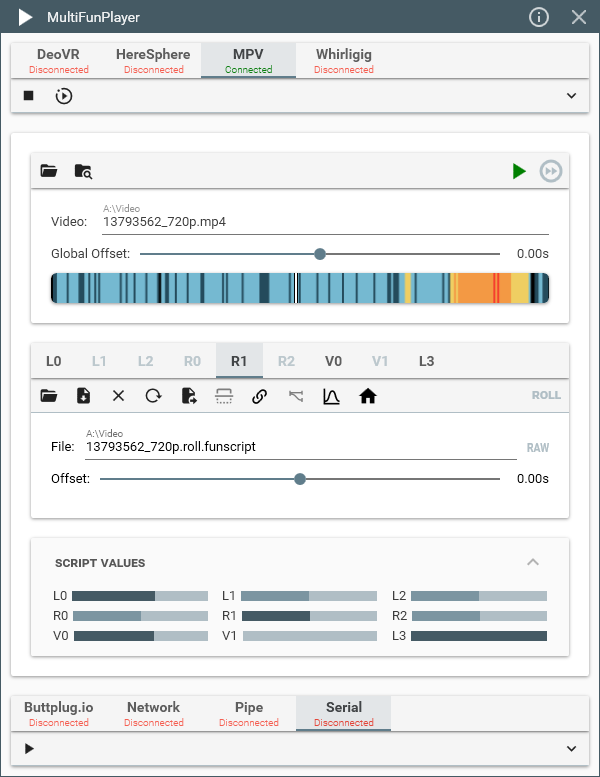 MultiFunPlayer
DeoVR HereSphere MPV Whirligig
Disconnected Disconnected Connected Disconnected
A:\Video
Video: 13793562_720p.mp4
Global Offset: 0.00s
L0 L1 L2 R0 R1 R2 V0 V1 L3
ROLL
A:\Video
File: 13793562_720p.roll.funscript RAW
Offset: 0.00s
SCRIPT VALUES
L0 L1 L2
R0 R1 R2
V0 V1 L3
Buttplug.io Network Pipe Serial
Disconnected Disconnected Disconnected Disconnected